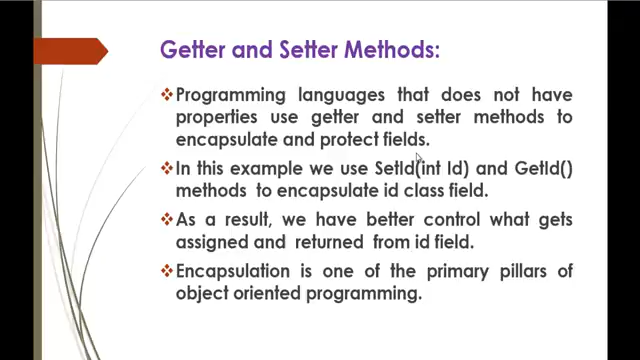 Getter and Setter Methods:
❖Programming languages that does not have
properties use getter and setter methods to
encapsulate and protect fields.
❖In this example we use SetId(int Id) and GetId()
methods to encapsulate id class field.
❖As a result, we have better control what gets
assigned and returned from id field.
❖Encapsulation is one of the primary pillars of
object oriented programming.